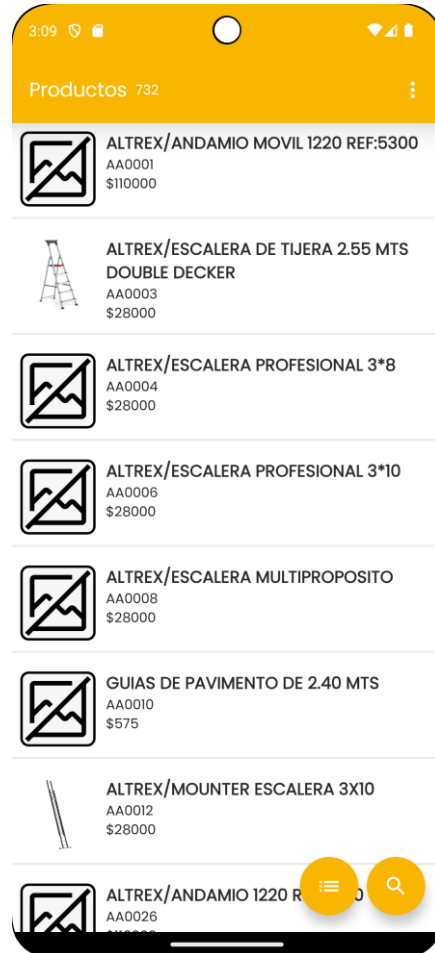 3:09
Productos 732
ALTREX/ANDAMIO MOVIL 1220 REF:5300
AA0001
$110000
ALTREX/ESCALERA DE TIJERA 2.55 MTS
DOUBLE DECKER
AA0003
$28000
ALTREX/ESCALERA PROFESIONAL 3*8
AA0004
$28000
ALTREX/ESCALERA PROFESIONAL 3*10
AA0006
$28000
ALTREX/ESCALERA MULTIPROPOSITO
AA0008
$28000
GUIAS DE PAVIMENTO DE 2.40 MTS
AA0010
$575
ALTREX/MOUNTER ESCALERA 3X10
AA0012
$28000
ALTREX/ANDAMIO 1220
AA0026